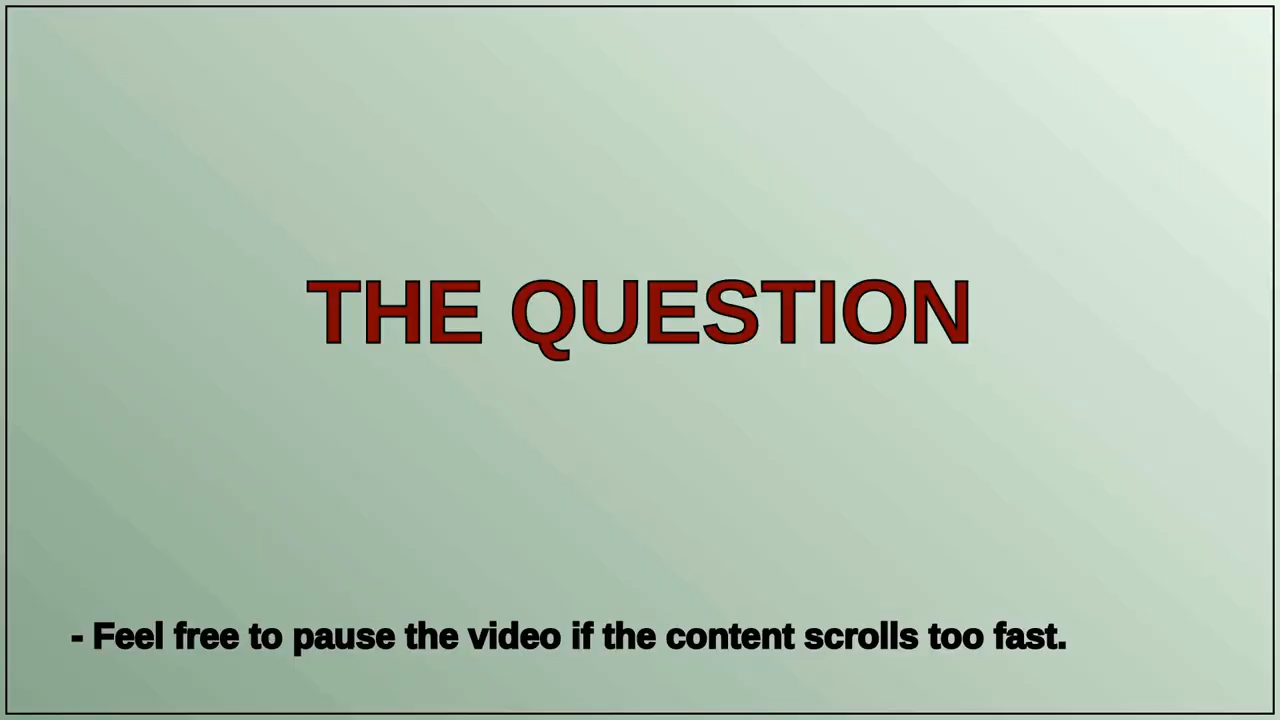 THE QUESTION
- Feel free to pause the video if the content scrolls too fast.